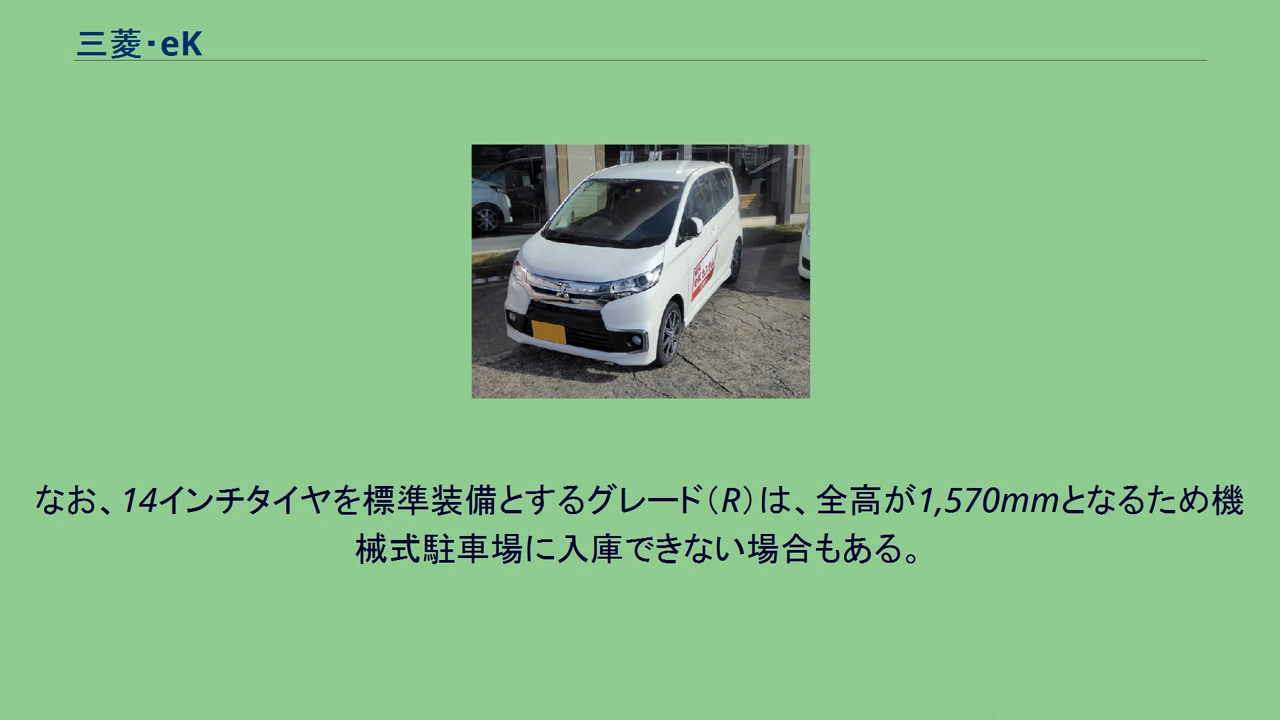 三菱・eK
なお、14インチタイヤを標準装備とするグレード（R）は、全高が1,570mmとなるため機
械式駐車場に入庫できない場合もある。